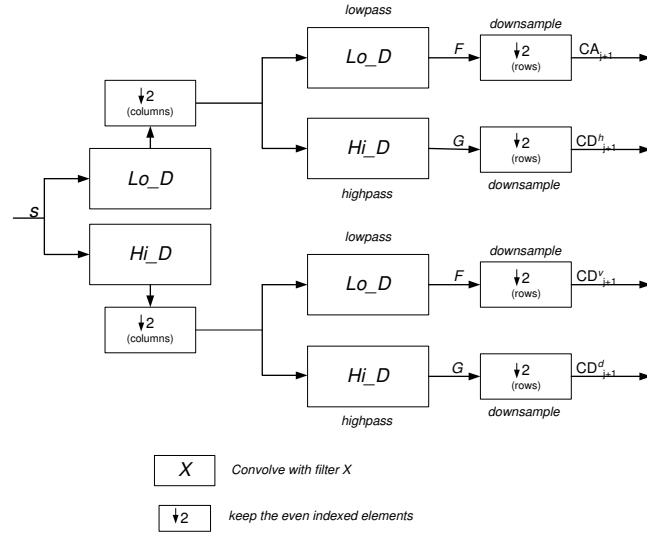 lowpass
downsample
Lo_D
F
↓2
(rows)
CA j+1
↓2
(columns)
Hi_D
G
↓2
(rows)
CD h j+1
highpass
downsample
Lo_D
s
Hi_D
lowpass
downsample
Lo_D
F
↓2
(rows)
CD v j+1
↓2
(columns)
Hi_D
G
↓2
(rows)
CD d j+1
highpass
downsample
X
Convolve with filter X
↓2
keep the even indexed elements